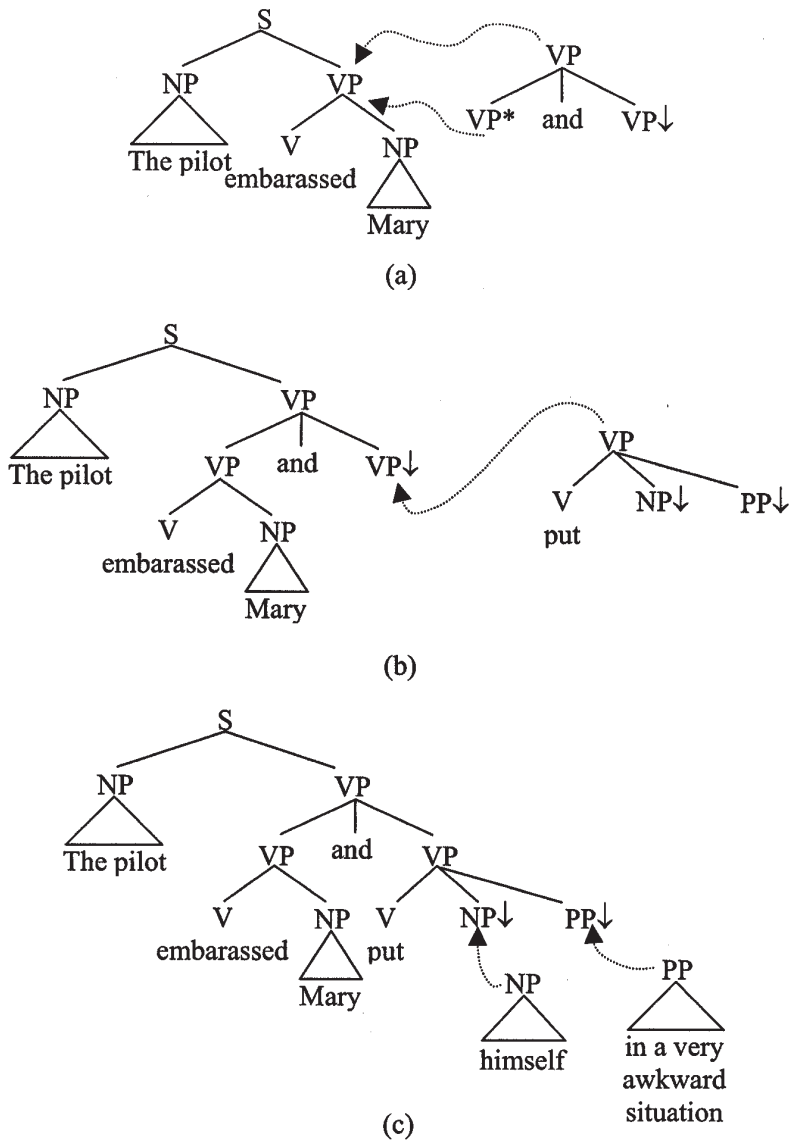 S
VP
NP
VP
VP* and VP↓
The pilot
V
NP
embarassed
Mary
(a)
S
NP
VP
VP
The pilot
VP and VP↓
V NP↓ PP↓
V
NP
put
embarassed
Mary
(b)
S
NP
VP
The pilot
VP and VP
V NP V NP↓ PP↓
embarassed put
Mary
NP
PP
himself
in a very
awkward
situation
(c)